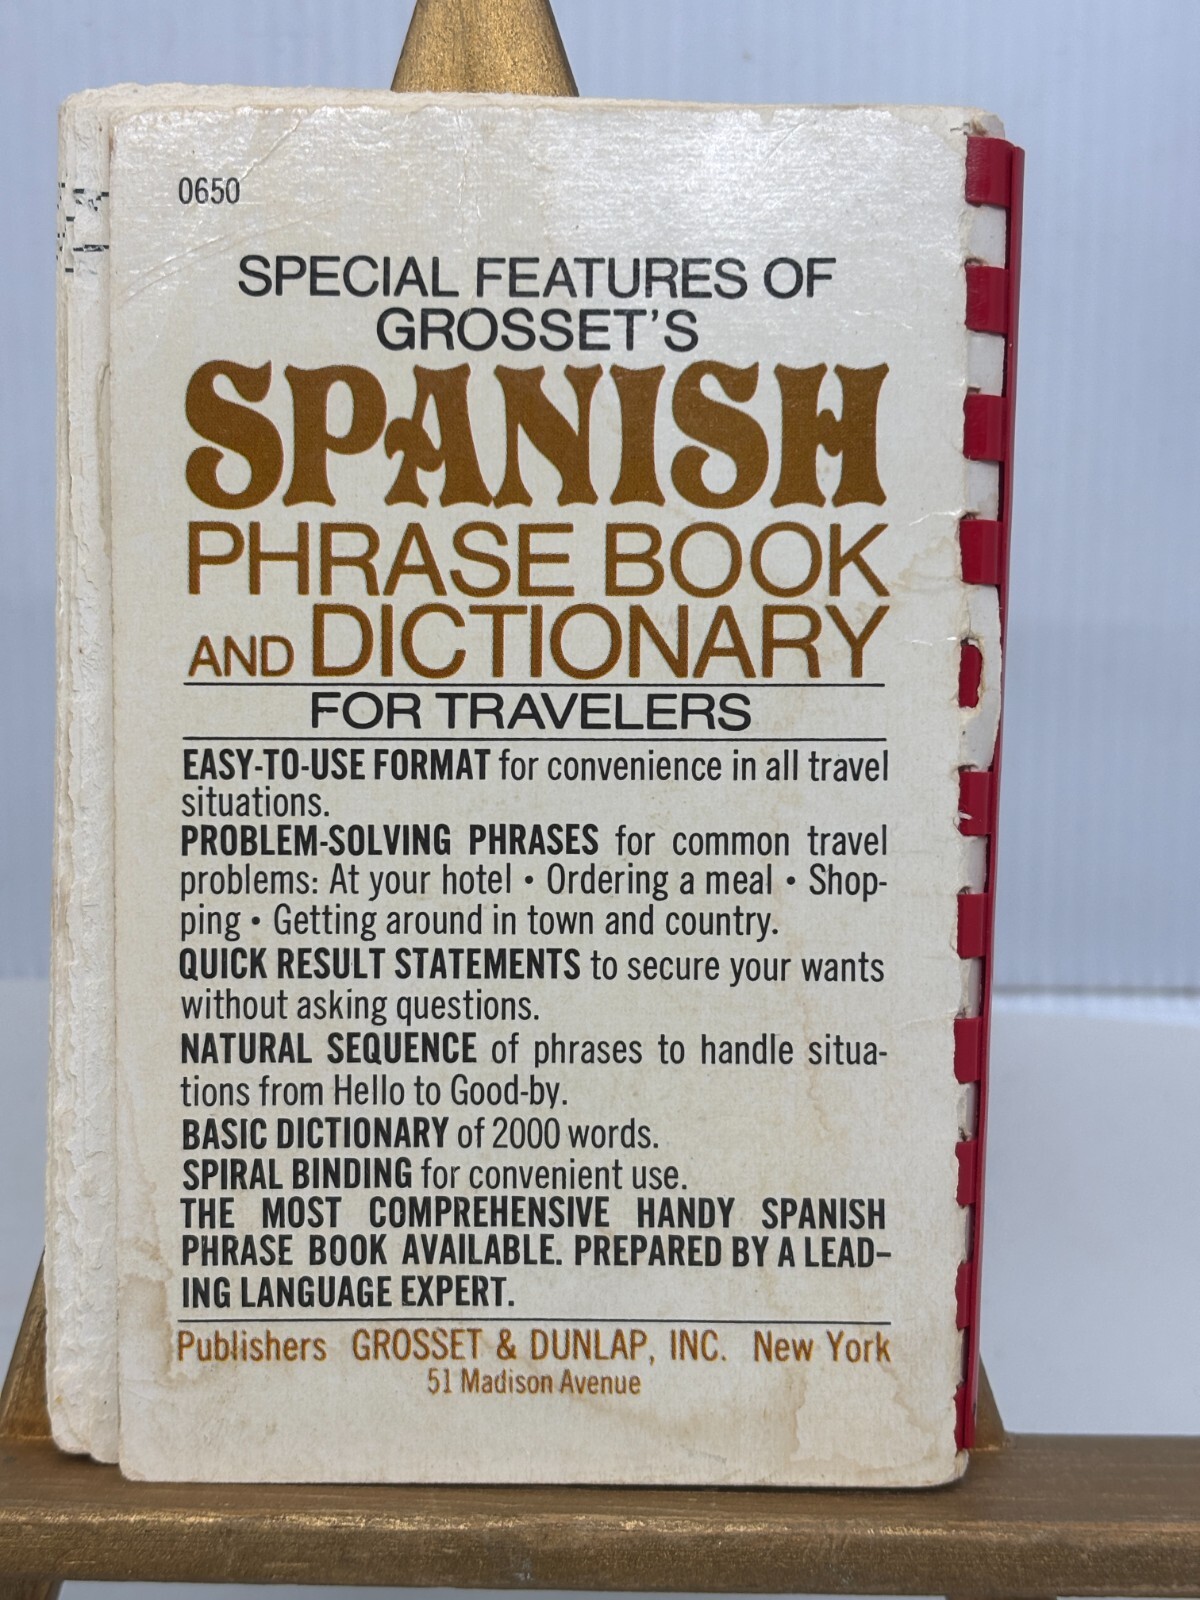 0650
SPECIAL FEATURES OF
GROSSET'S
SPANISH
PHRASE BOOK
AND DICTIONARY
FOR TRAVELERS
EASY-TO-USE FORMAT for convenience in all travel
situations.
PROBLEM-SOLVING PHRASES for common travel
problems: At your hotel • Ordering a meal • Shop-
ping • Getting around in town and country.
QUICK RESULT STATEMENTS to secure your wants
without asking questions.
NATURAL SEQUENCE of phrases to handle situa-
tions from Hello to Good-by.
BASIC DICTIONARY of 2000 words.
SPIRAL BINDING for convenient use.
THE MOST COMPREHENSIVE HANDY SPANISH
PHRASE BOOK AVAILABLE. PREPARED BY A LEAD-
ING LANGUAGE EXPERT.
Publishers GROSSET & DUNLAP, INC. New York
51 Madison Avenue